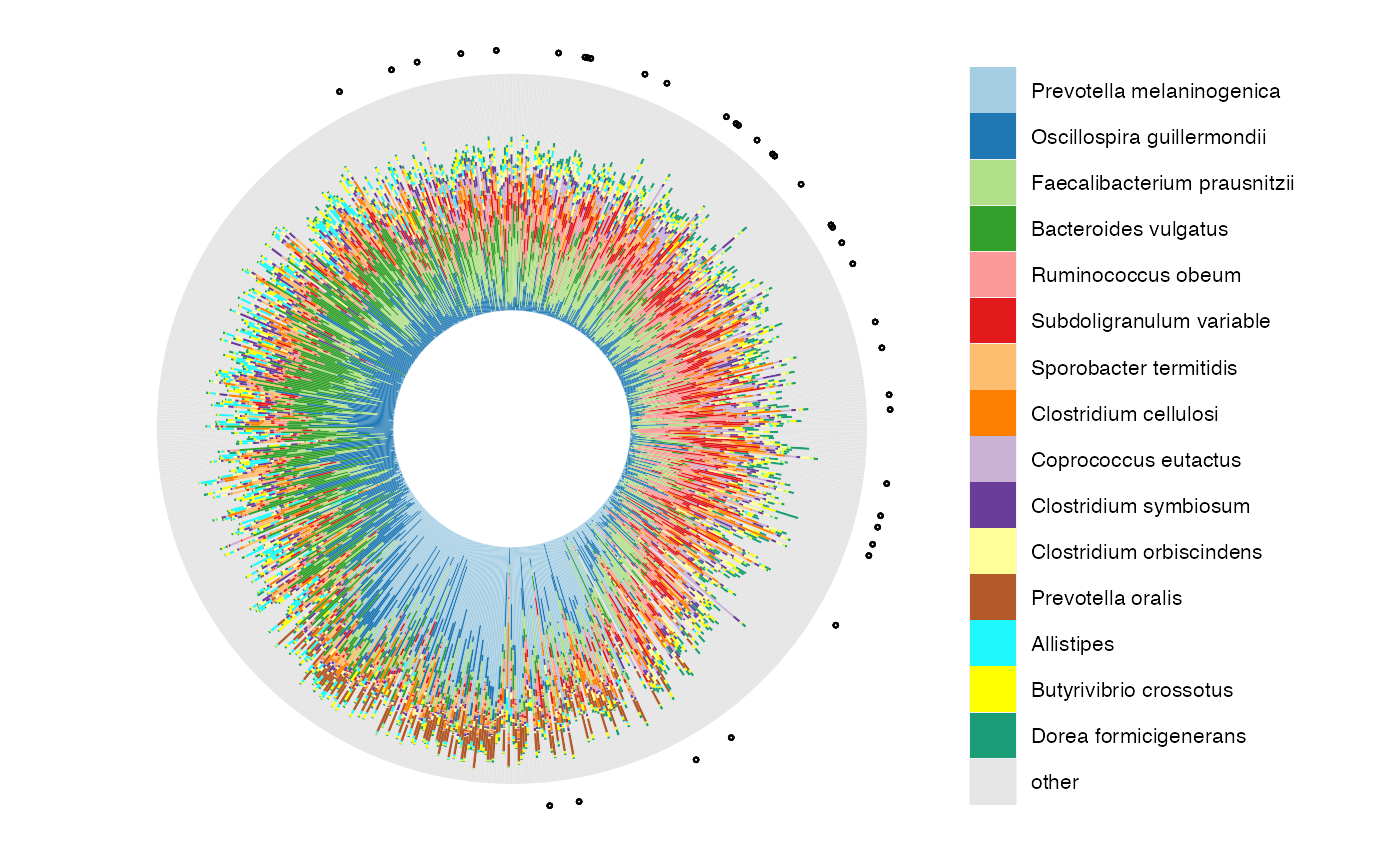 Prevotella melaninogenica
Oscillospira guillermondii
Faecalibacterium prausnitzii
Bacteroides vulgatus
Ruminococcus obeum
Subdoligranulum variable
Sporobacter termitidis
Clostridium cellulosi
Coprococcus eutactus
Clostridium symbiosum
Clostridium orbiscindens
Prevotella oralis
Allistipes
Butyrivibrio crossotus
Dorea formicigenerans
other